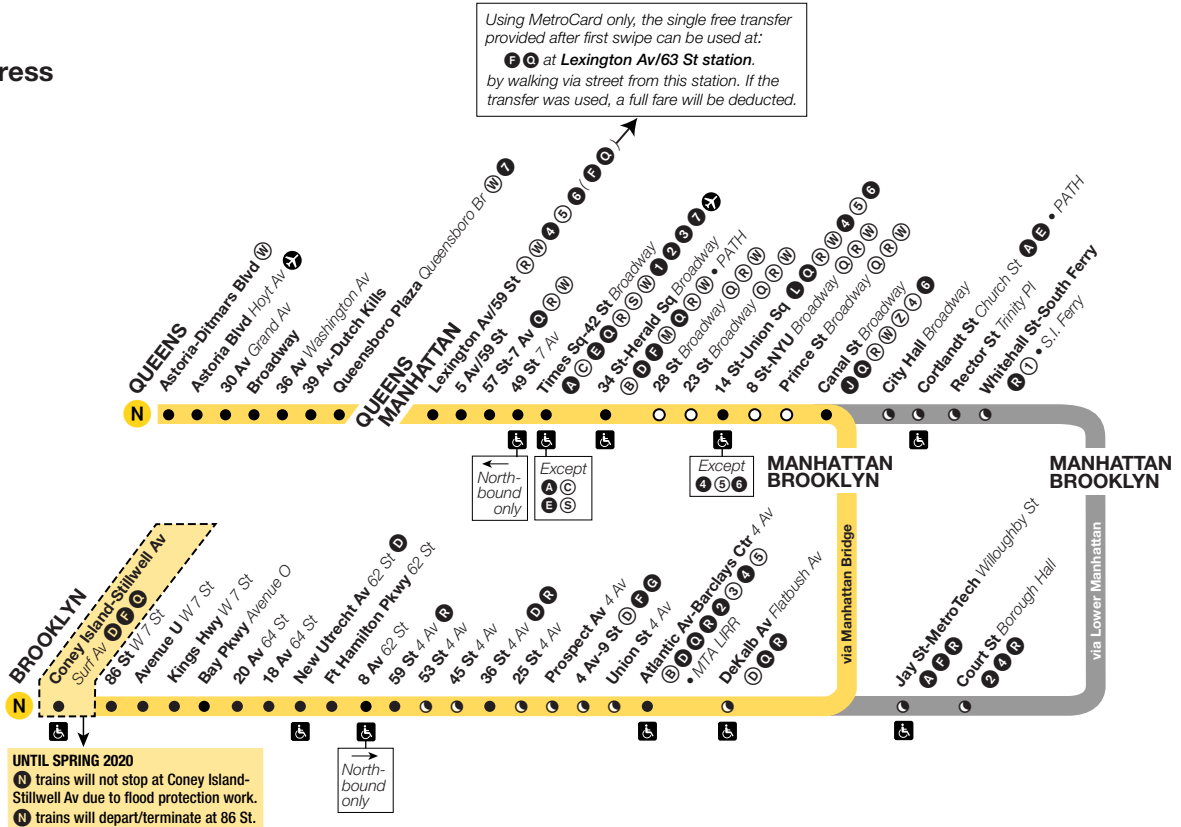 ress
Using MetroCard only, the single free transfer
provided after first swipe can be used at:
F Q at Lexington Av/63 St station.
by walking via street from this station. If the
transfer was used, a full fare will be deducted.
N
QUEENS
Astoria-Ditmars Blvd W
Astoria Blvd Hoyt Av
30 Av Grand Av
Broadway
36 Av Washington Av
39 Av-Dutch Kills
Queensboro Plaza Queensboro Br W 7
QUEENS
MANHATTAN
Lexington Av/59 St R W 4 5 6 ( F Q )
5 Av/59 St
57 St-7 Av Q R W
49 St 7 Av
Times Sq-42 St Broadway
A C E Q R S W 1 2 3 7
34 St-Herald Sq Broadway
B D F M Q R W • PATH
28 St Broadway Q R W
23 St Broadway Q R W
14 St-Union Sq L Q R W 4 5 6
8 St-NYU Broadway Q R W
Prince St Broadway Q R W
Canal St Broadway
J Q R W Z 4 6
City Hall Broadway
Cortlandt St Church St A E • PATH
Rector St Trinity Pl
Whitehall St-South Ferry
R 1 • S.I. Ferry
North-
bound
only
Except
A C
E S
Except
4 5 6
MANHATTAN
BROOKLYN
MANHATTAN
BROOKLYN
via Manhattan Bridge
via Lower Manhattan
N
BROOKLYN
Coney Island-Stillwell Av
Surf Av D F Q
86 St W 7 St
Avenue U W 7 St
Kings Hwy W 7 St
Bay Pkwy Avenue O
20 Av 64 St
18 Av 64 St
New Utrecht Av 62 St D
Ft Hamilton Pkwy 62 St
8 Av 62 St
59 St 4 Av R
53 St 4 Av
45 St 4 Av
36 St 4 Av D R
25 St 4 Av
Prospect Av 4 Av
4 Av-9 St D F G
Union St 4 Av
Atlantic Av-Barclays Ctr 4 Av
B D Q R 2 3 4 5
• MTA LIRR
DeKalb Av Flatbush Av
D Q R
Jay St-MetroTech Willoughby St
A F R
Court St Borough Hall
2 4 R
North-
bound
only
UNTIL SPRING 2020
N trains will not stop at Coney Island-
Stillwell Av due to flood protection work.
N trains will depart/terminate at 86 St.